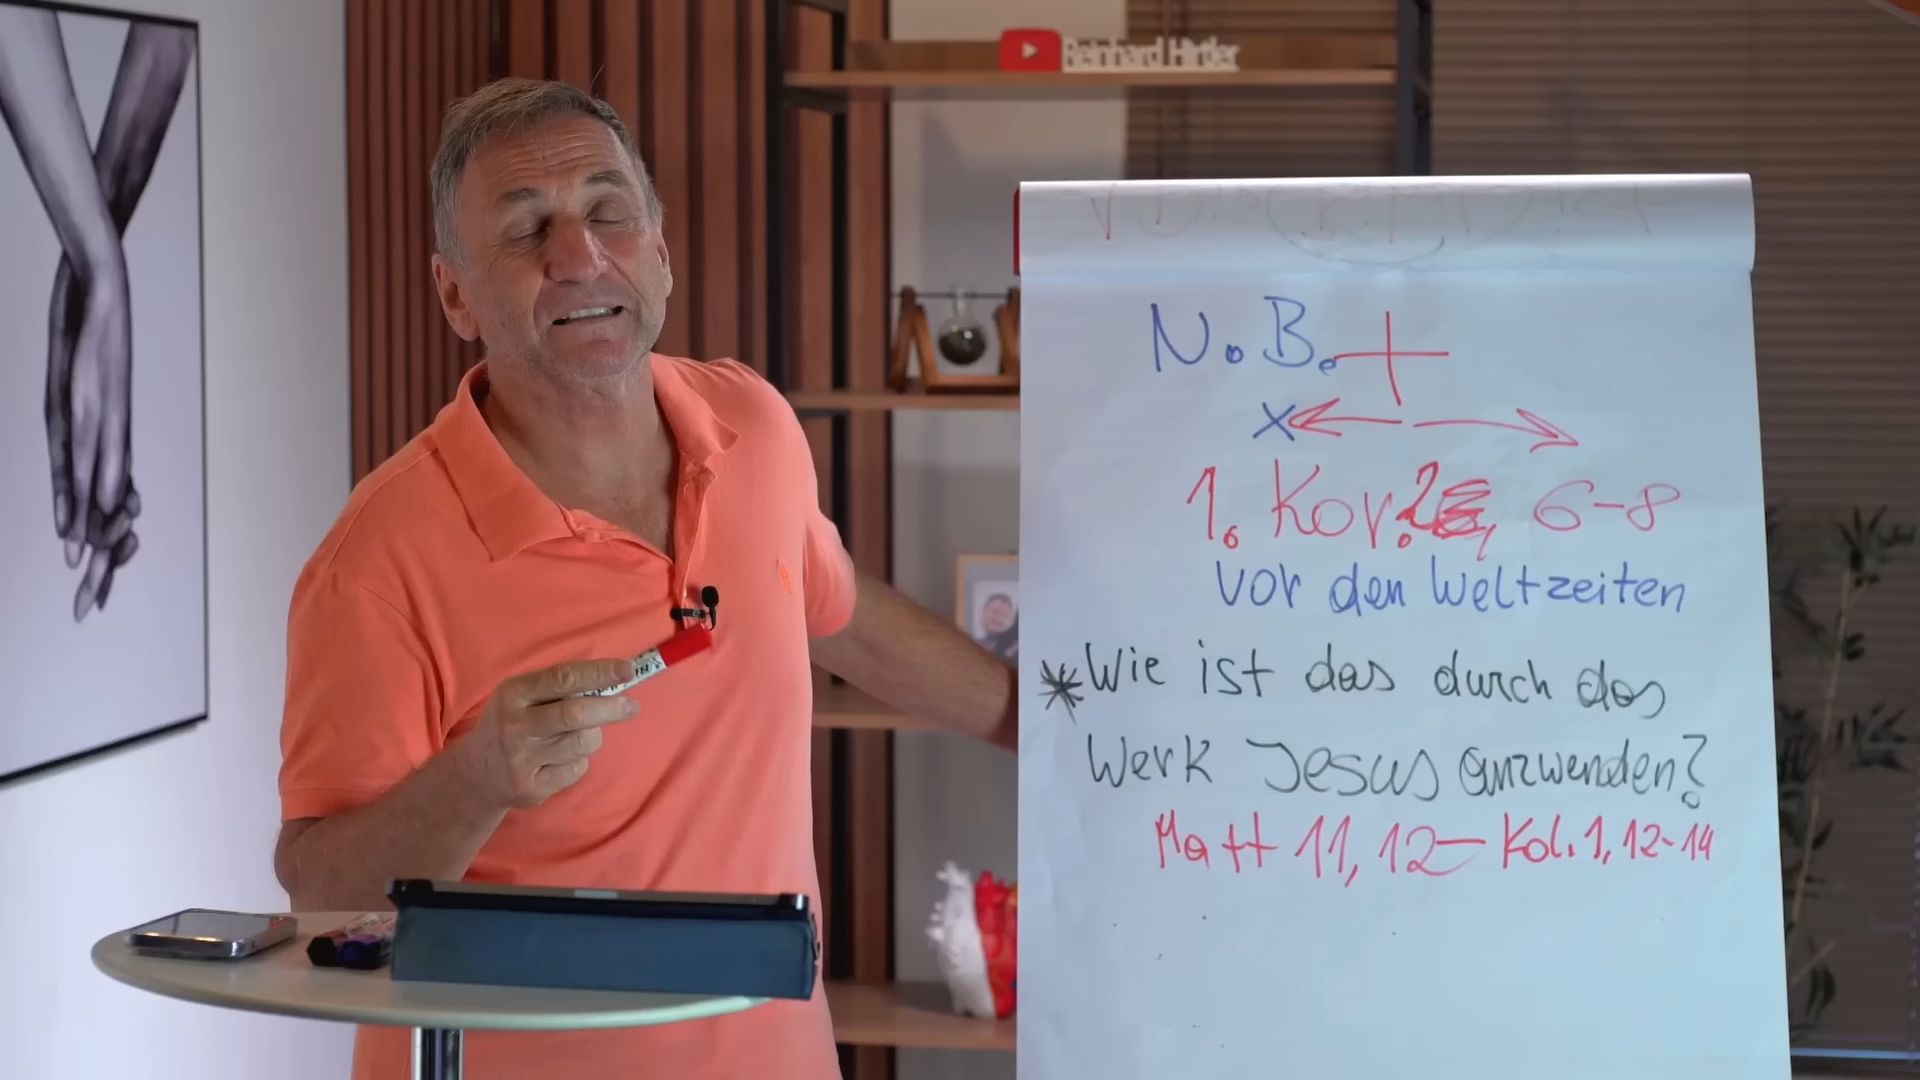 Reinhard Hirtler
N. B.
X
1. Kor. 2, 6-8
vor den Weltzeiten
*Wie ist das durch das
Werk Jesus anzwenden?
Matt 11, 12 - Kol. 1, 12-14